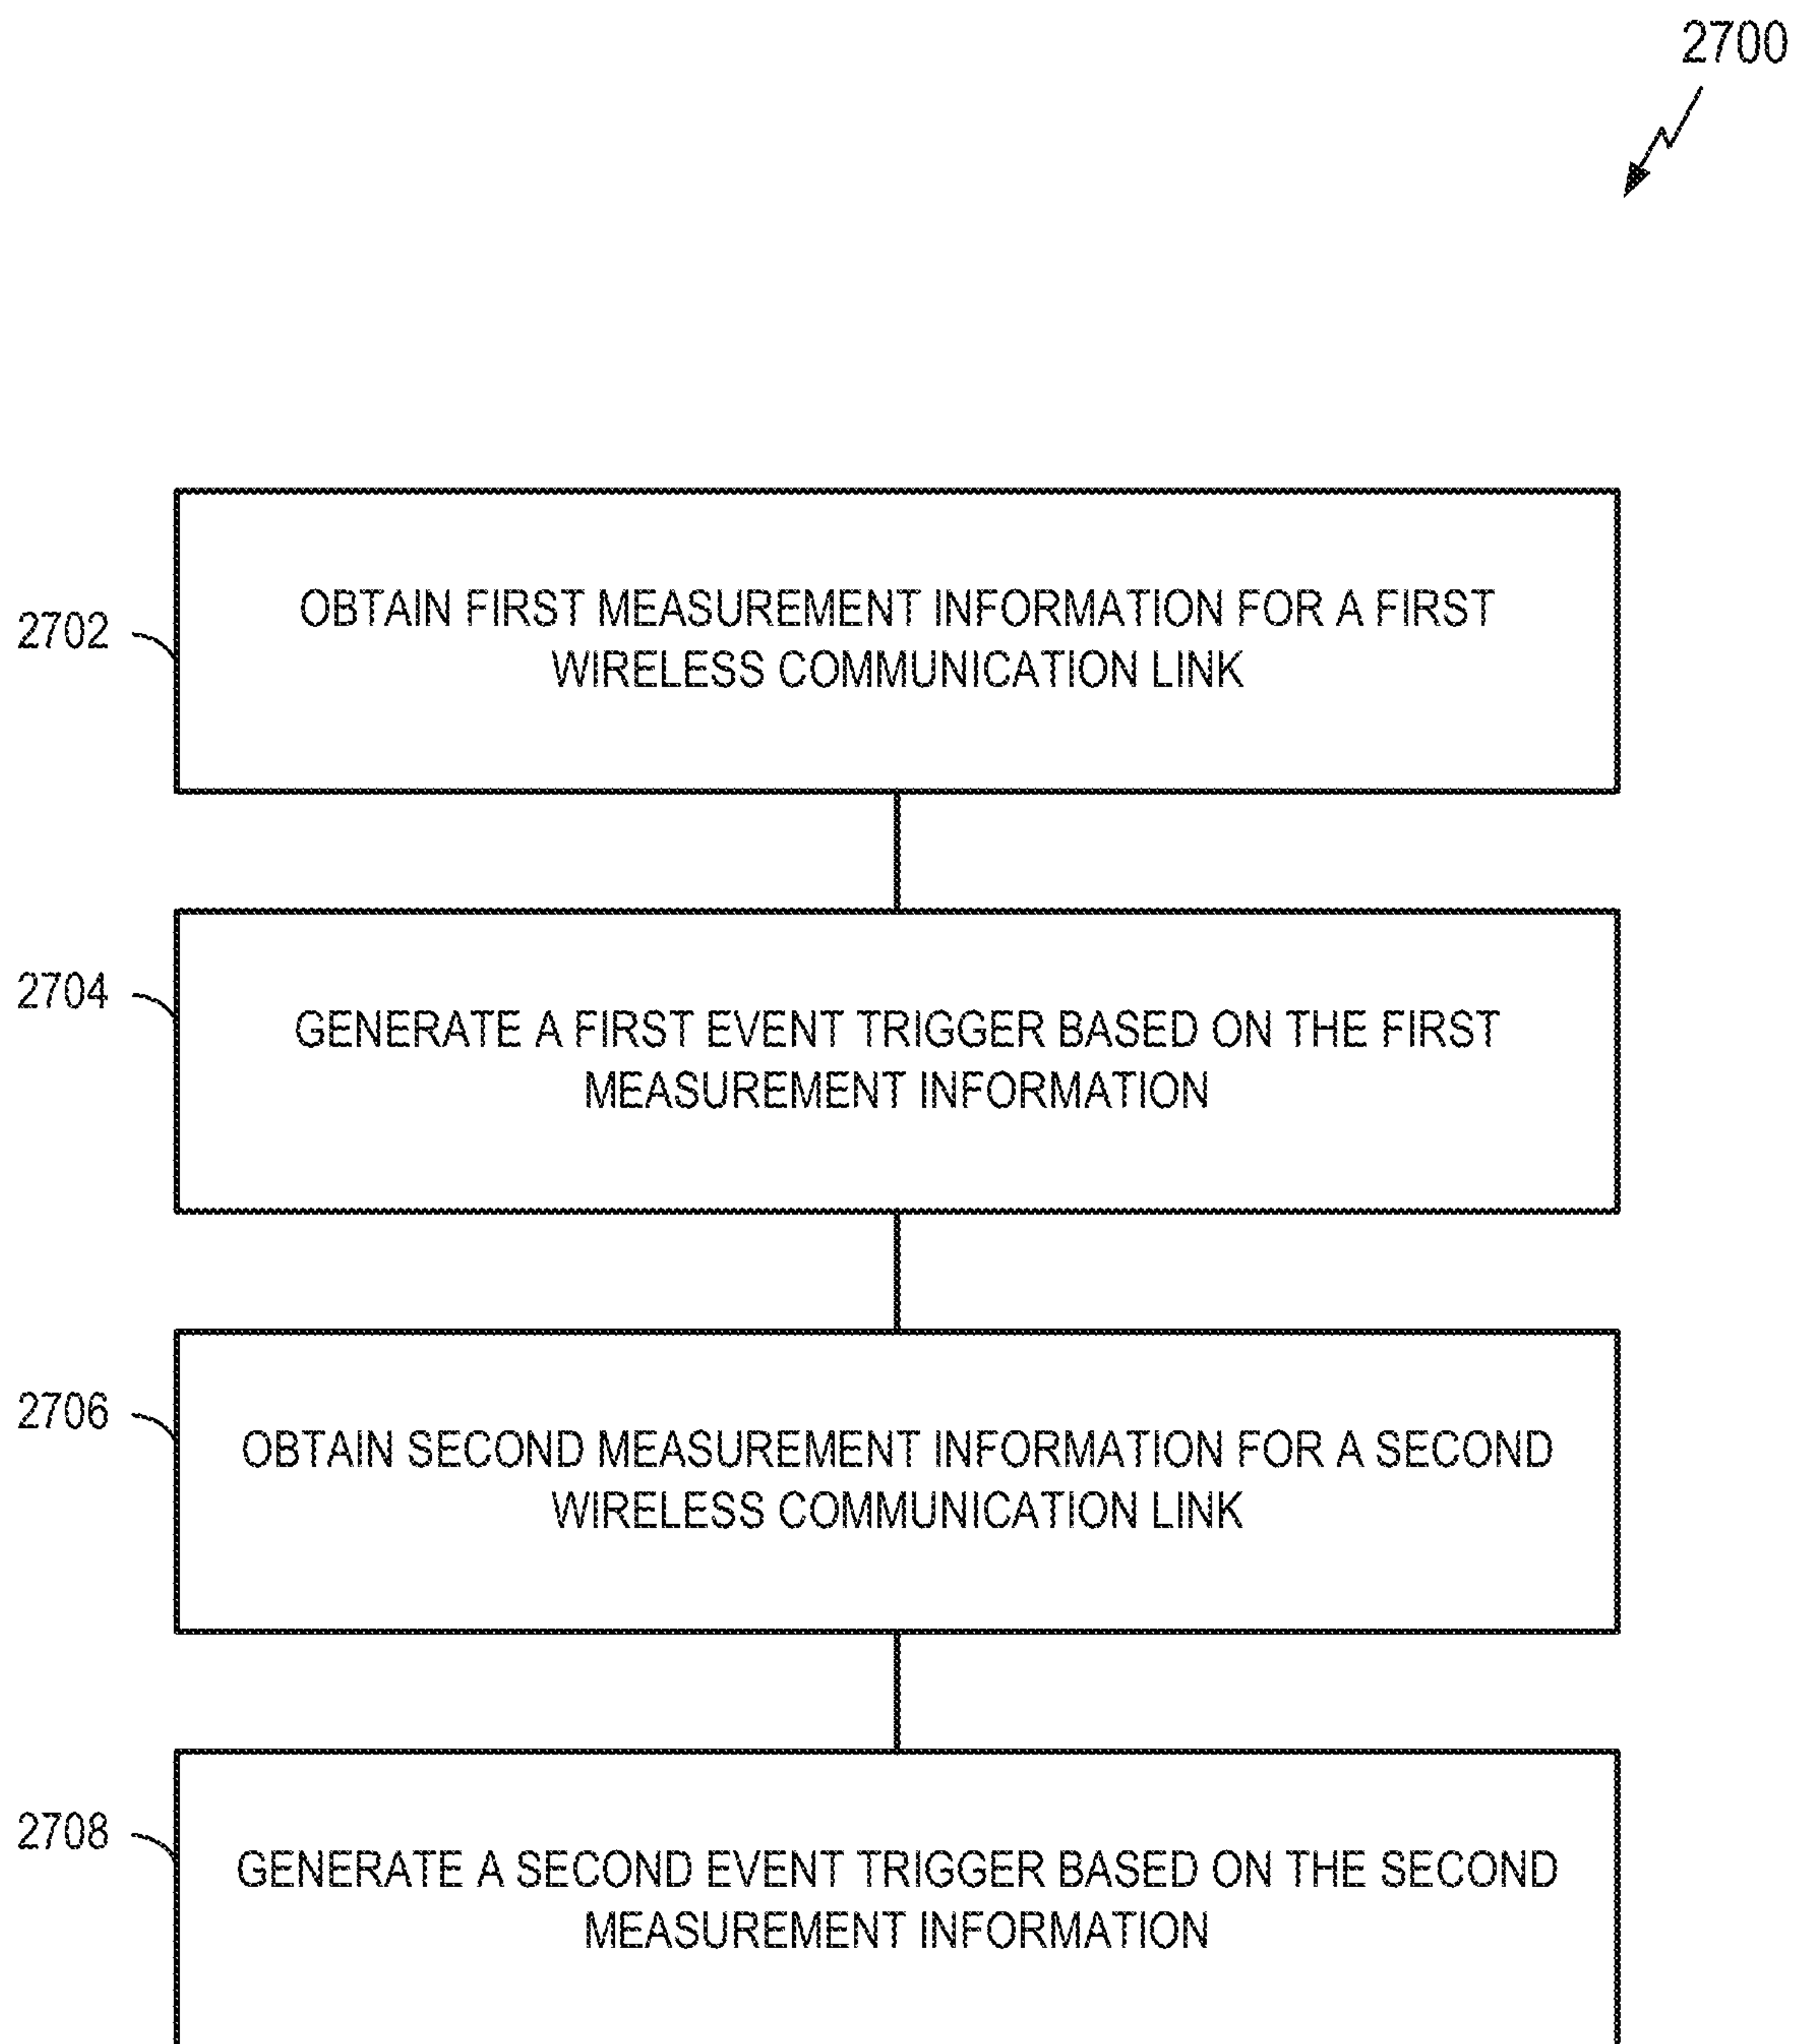 2700
2702
OBTAIN FIRST MEASUREMENT INFORMATION FOR A FIRST
WIRELESS COMMUNICATION LINK
2704
GENERATE A FIRST EVENT TRIGGER BASED ON THE FIRST
MEASUREMENT INFORMATION
2706
OBTAIN SECOND MEASUREMENT INFORMATION FOR A SECOND
WIRELESS COMMUNICATION LINK
2708
GENERATE A SECOND EVENT TRIGGER BASED ON THE SECOND
MEASUREMENT INFORMATION